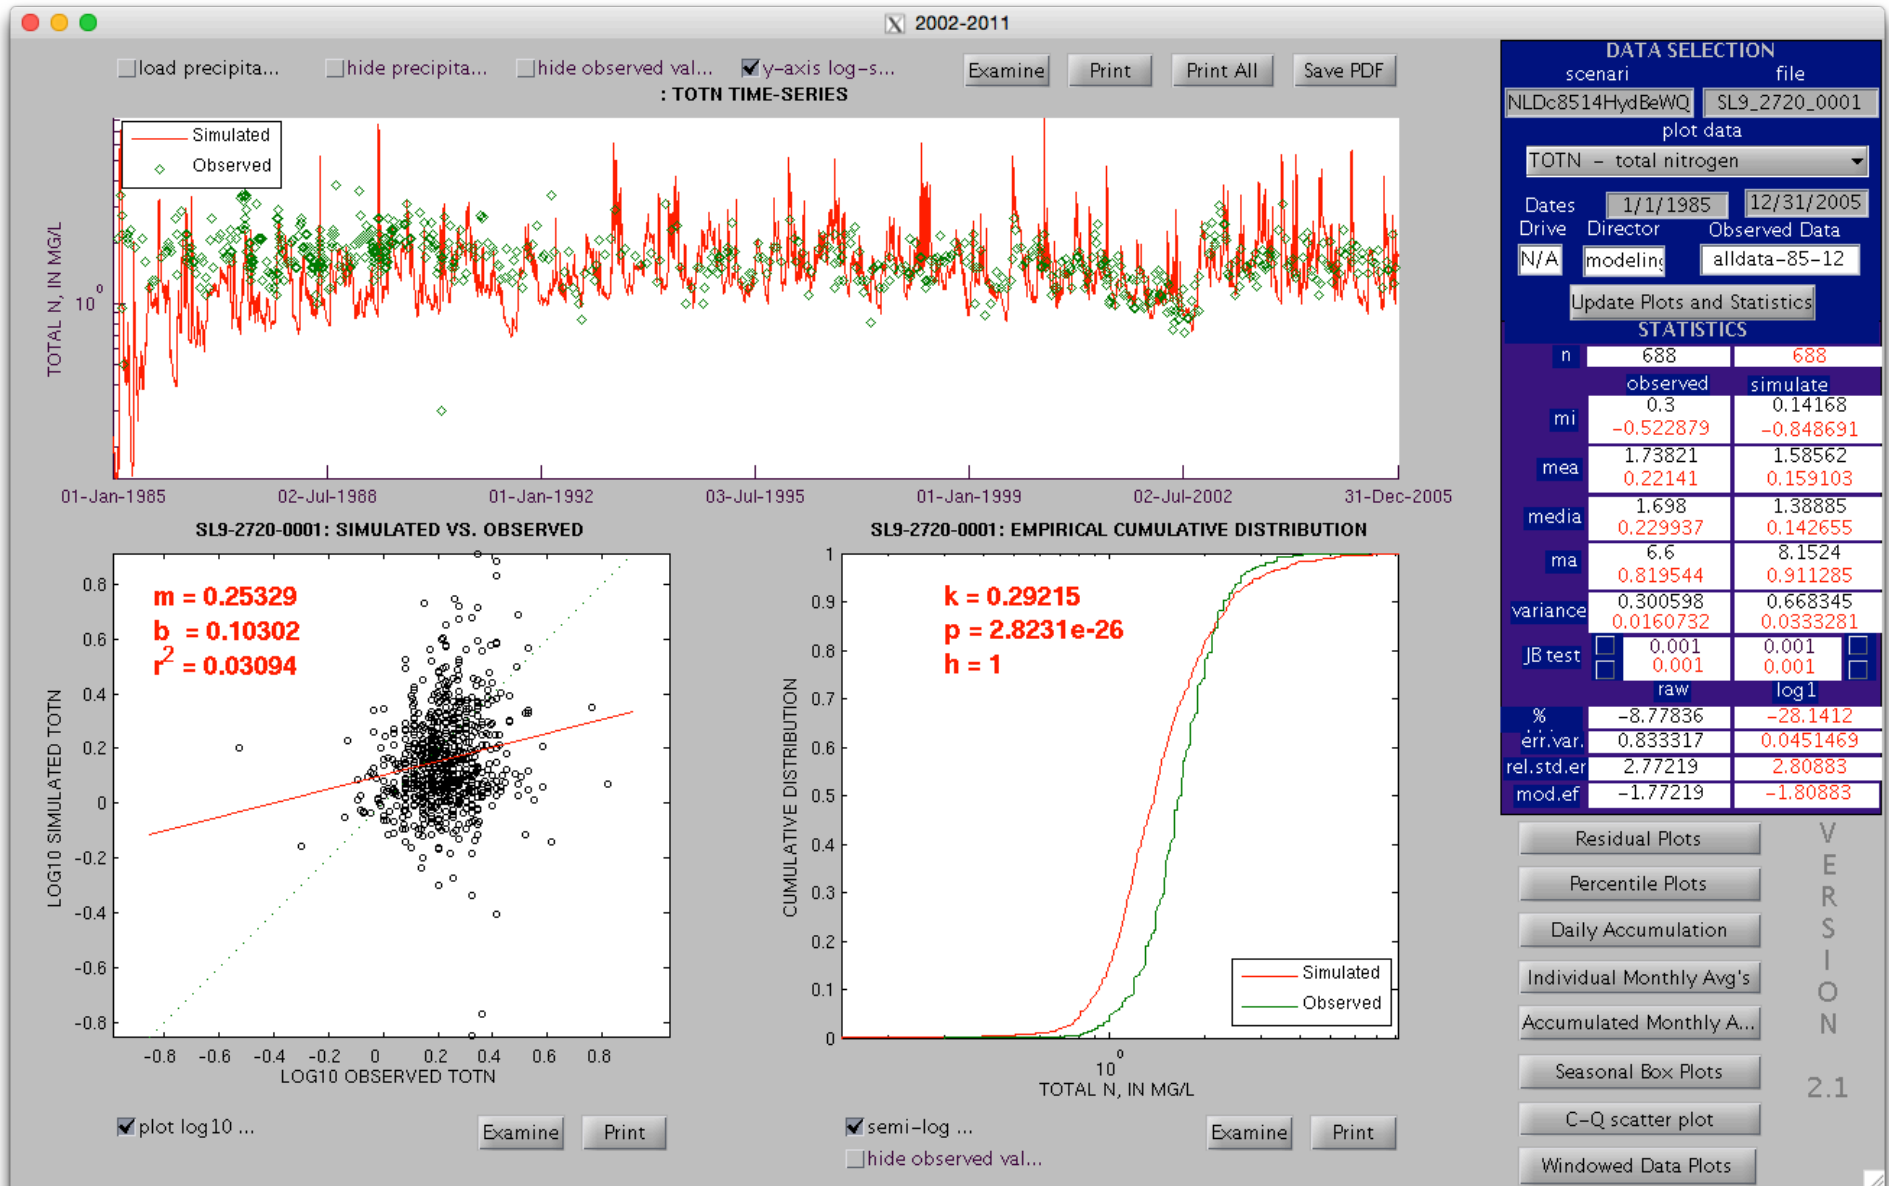 2002-2011
load precipita...
hide precipita...
hide observed val...
y-axis log-s...
Examine
Print
Print All
Save PDF
: TOTN TIME-SERIES
Simulated
Observed
TOTAL N, IN MG/L
10^0
01-Jan-1985 02-Jul-1988 01-Jan-1992 03-Jul-1995 01-Jan-1999 02-Jul-2002 31-Dec-2005
SL9-2720-0001: SIMULATED VS. OBSERVED
m = 0.25329
b = 0.10302
r^2 = 0.03094
LOG10 SIMULATED TOTN
0.8
0.6
0.4
0.2
0
-0.2
-0.4
-0.6
-0.8
-0.8 -0.6 -0.4 -0.2 0 0.2 0.4 0.6 0.8
LOG10 OBSERVED TOTN
plot log10 ...
Examine
Print
SL9-2720-0001: EMPIRICAL CUMULATIVE DISTRIBUTION
k = 0.29215
p = 2.8231e-26
h = 1
CUMULATIVE DISTRIBUTION
1
0.9
0.8
0.7
0.6
0.5
0.4
0.3
0.2
0.1
0
Simulated
Observed
10^0
TOTAL N, IN MG/L
semi-log ...
hide observed val...
Examine
Print
DATA SELECTION
scenari file
NLDc8514HydBeWQ SL9_2720_0001
plot data
TOTN - total nitrogen
Dates 1/1/1985 12/31/2005
Drive Director Observed Data
N/A modeling alldata-85-12
Update Plots and Statistics
STATISTICS
n 688 688
observed simulate
mi 0.3 0.14168
-0.522879 -0.848691
mea 1.73821 1.58562
0.22141 0.159103
media 1.698 1.38885
0.229937 0.142655
ma 6.6 8.1524
0.819544 0.911285
variance 0.300598 0.668345
0.0160732 0.0333281
JB test 0.001 0.001
0.001 0.001
raw log1
% -8.77836 -28.1412
err.var. 0.833317 0.0451469
rel.std.er 2.77219 2.80883
mod.ef -1.77219 -1.80883
Residual Plots
Percentile Plots
Daily Accumulation
Individual Monthly Avg's
Accumulated Monthly A...
Seasonal Box Plots
C-Q scatter plot
Windowed Data Plots
VERSION
2.1